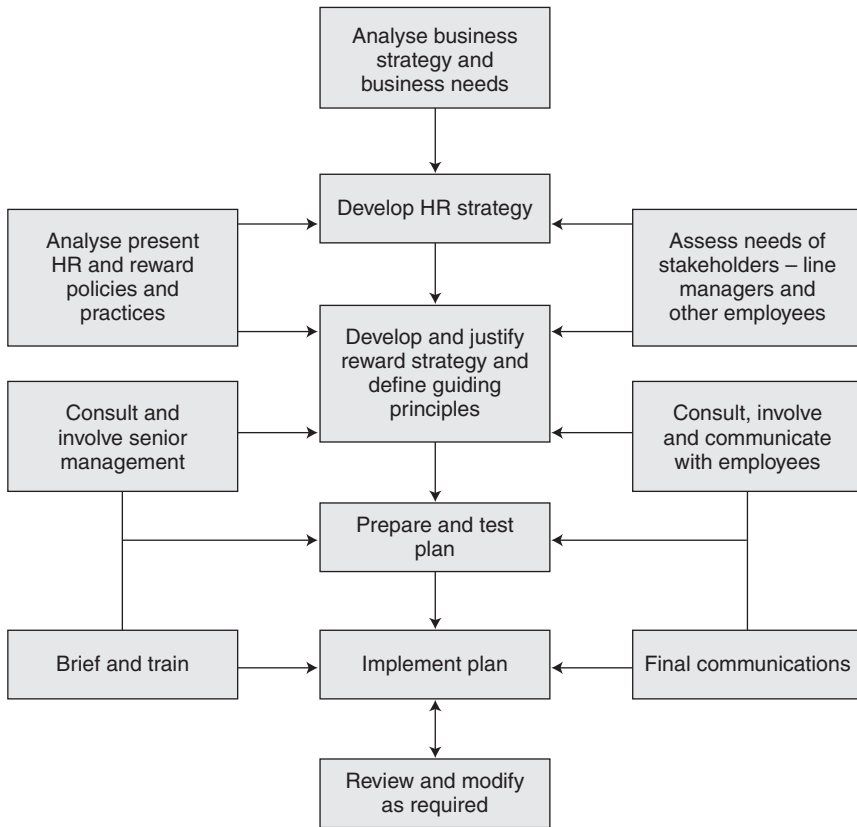 Analyse business
strategy and
business needs
Develop HR strategy
Analyse present
HR and reward
policies and
practices
Assess needs of
stakeholders – line
managers and
other employees
Develop and justify
reward strategy and
define guiding
principles
Consult and
involve senior
management
Consult, involve
and communicate
with employees
Prepare and test
plan
Brief and train
Implement plan
Final communications
Review and modify
as required